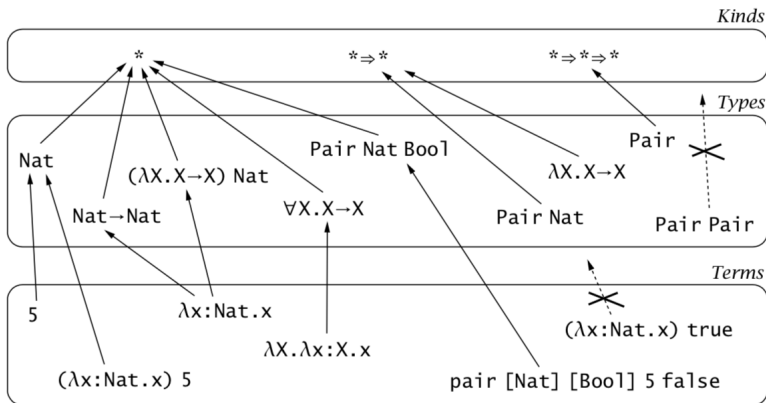 Kinds
* *⇒* *⇒*⇒*
Types
Pair
Pair Nat Bool
Nat
(λX.X→X) Nat
λX.X→X
∀X.X→X
Nat→Nat
Pair Nat
Pair Pair
Terms
5
λx:Nat.x
(λx:Nat.x) true
λX.λx:X.x
(λx:Nat.x) 5
pair [Nat] [Bool] 5 false